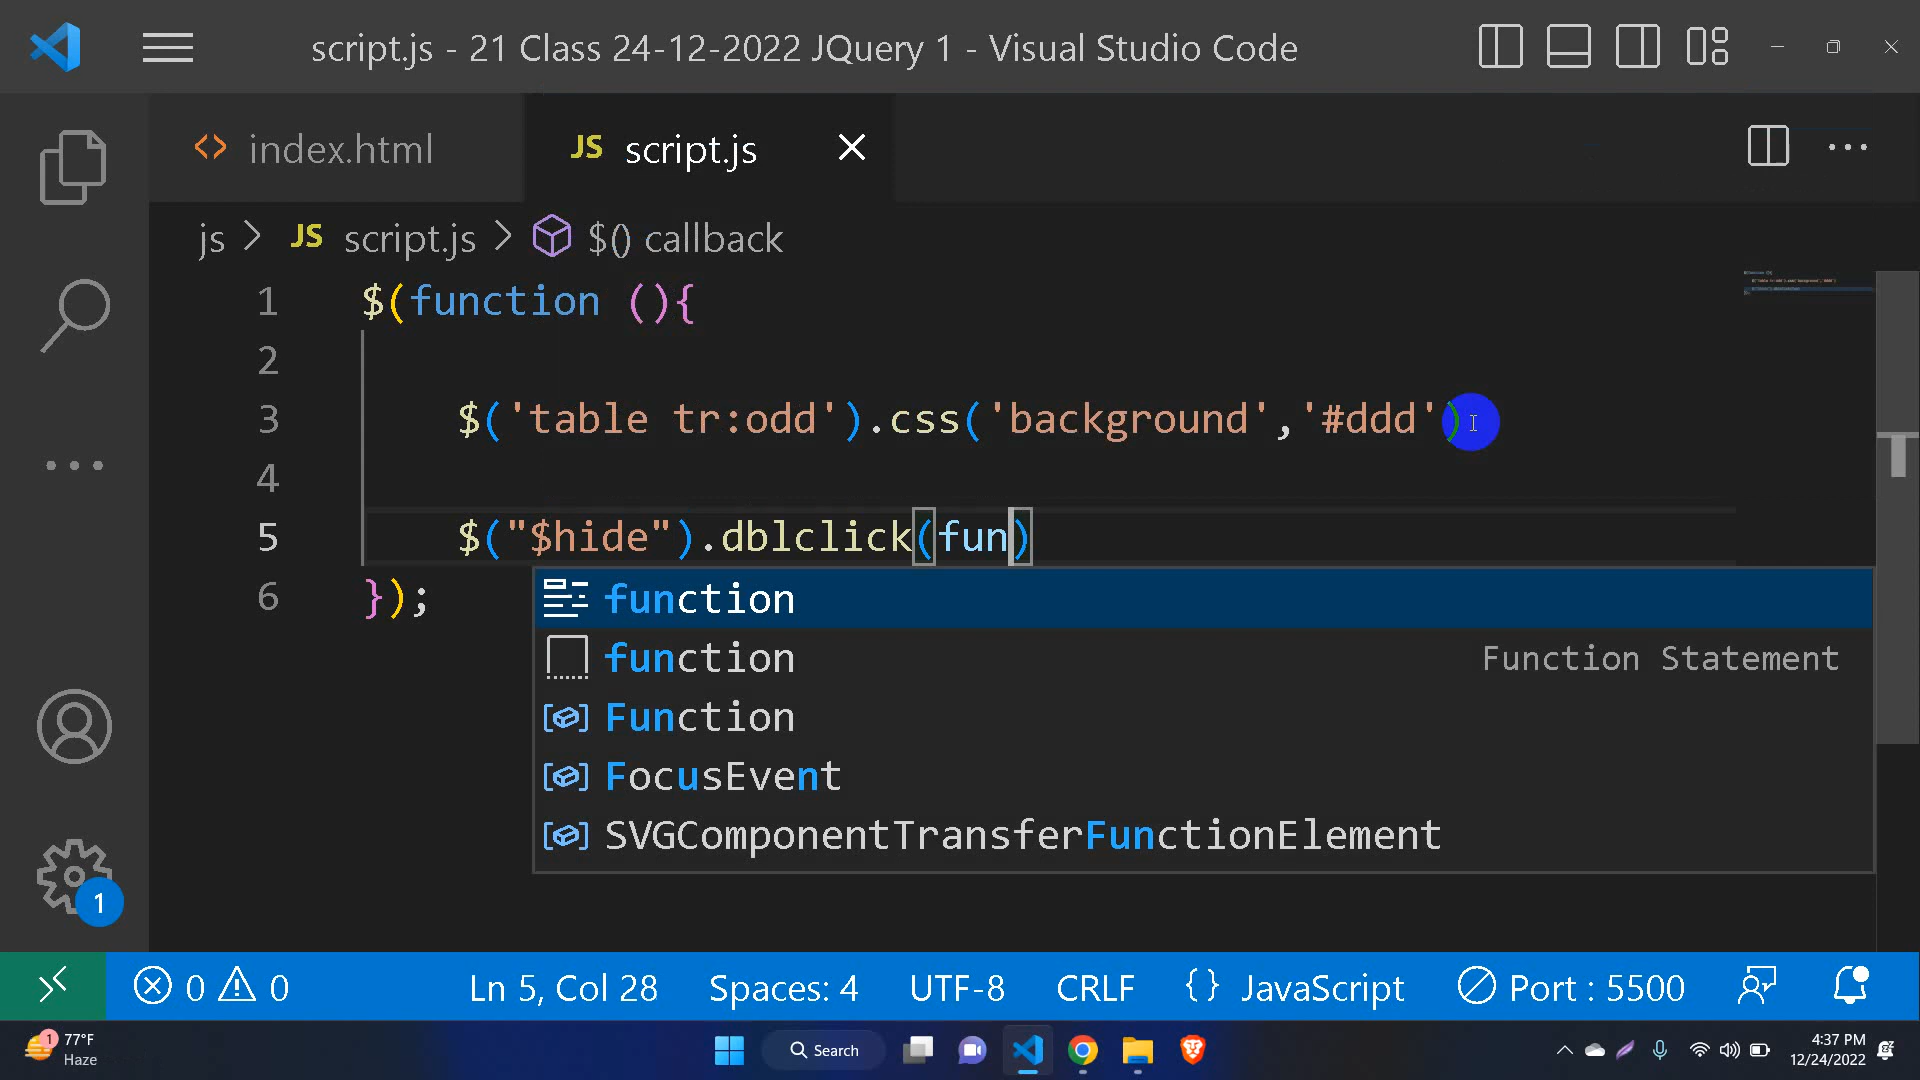 script.js - 21 Class 24-12-2022 JQuery 1 - Visual Studio Code
index.html
JS script.js
js > JS script.js > $() callback
1 $(function (){
2
3 $('table tr:odd').css('background','#ddd')
4
5 $("$hide").dblclick(fun)
6 });
function
function Function Statement
Function
FocusEvent
SVGComponentTransferFunctionElement
1
0 0 Ln 5, Col 28 Spaces: 4 UTF-8 CRLF {} JavaScript Port : 5500
1 77°F
Haze
Search
4:37 PM
12/24/2022